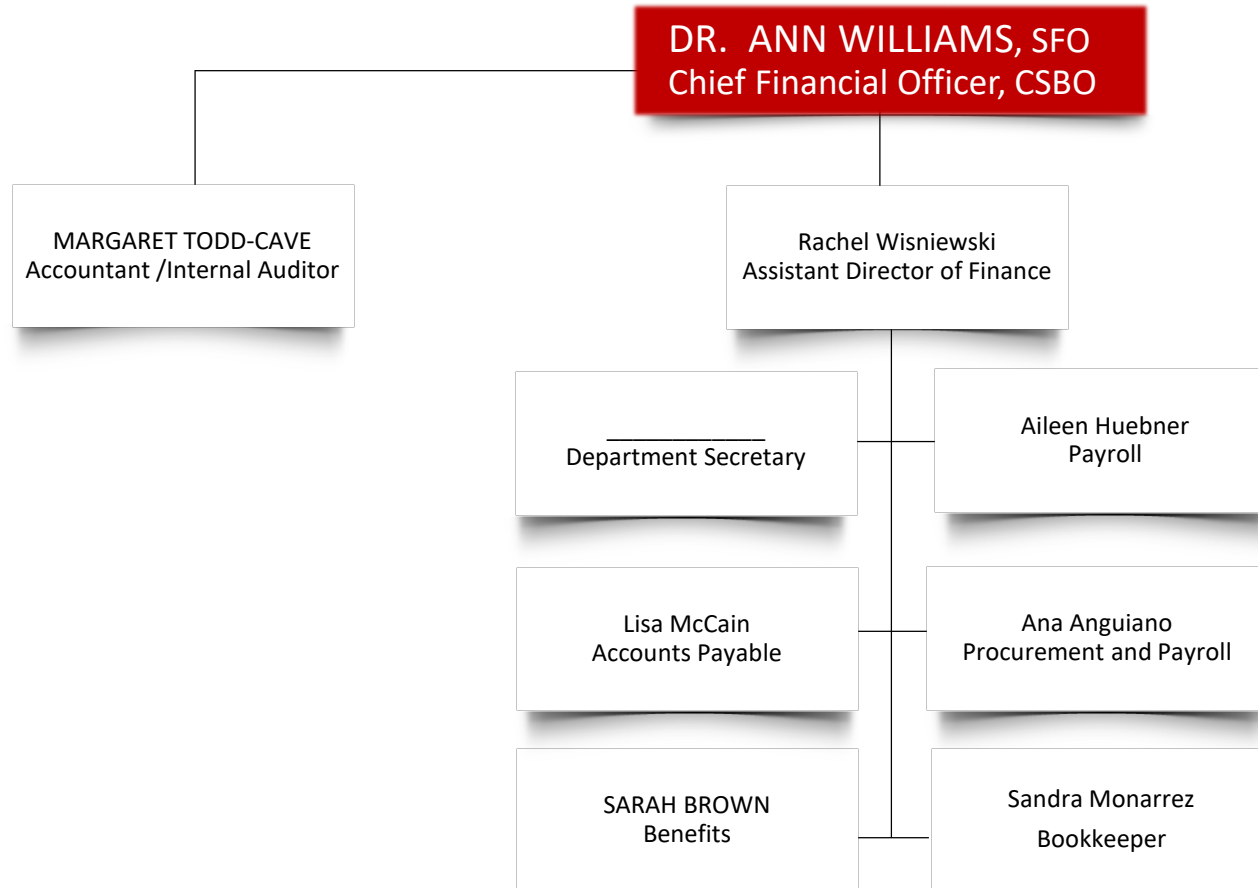 DR.  ANN WILLIAMS, SFO
Chief Financial Officer, CSBO
MARGARET TODD-CAVE
Accountant /Internal Auditor
Rachel Wisniewski
Assistant Director of Finance
____________
Department Secretary
Aileen Huebner
Payroll
Lisa McCain
Accounts Payable
Ana Anguiano
Procurement and Payroll
SARAH BROWN
Benefits
Sandra Monarrez
Bookkeeper